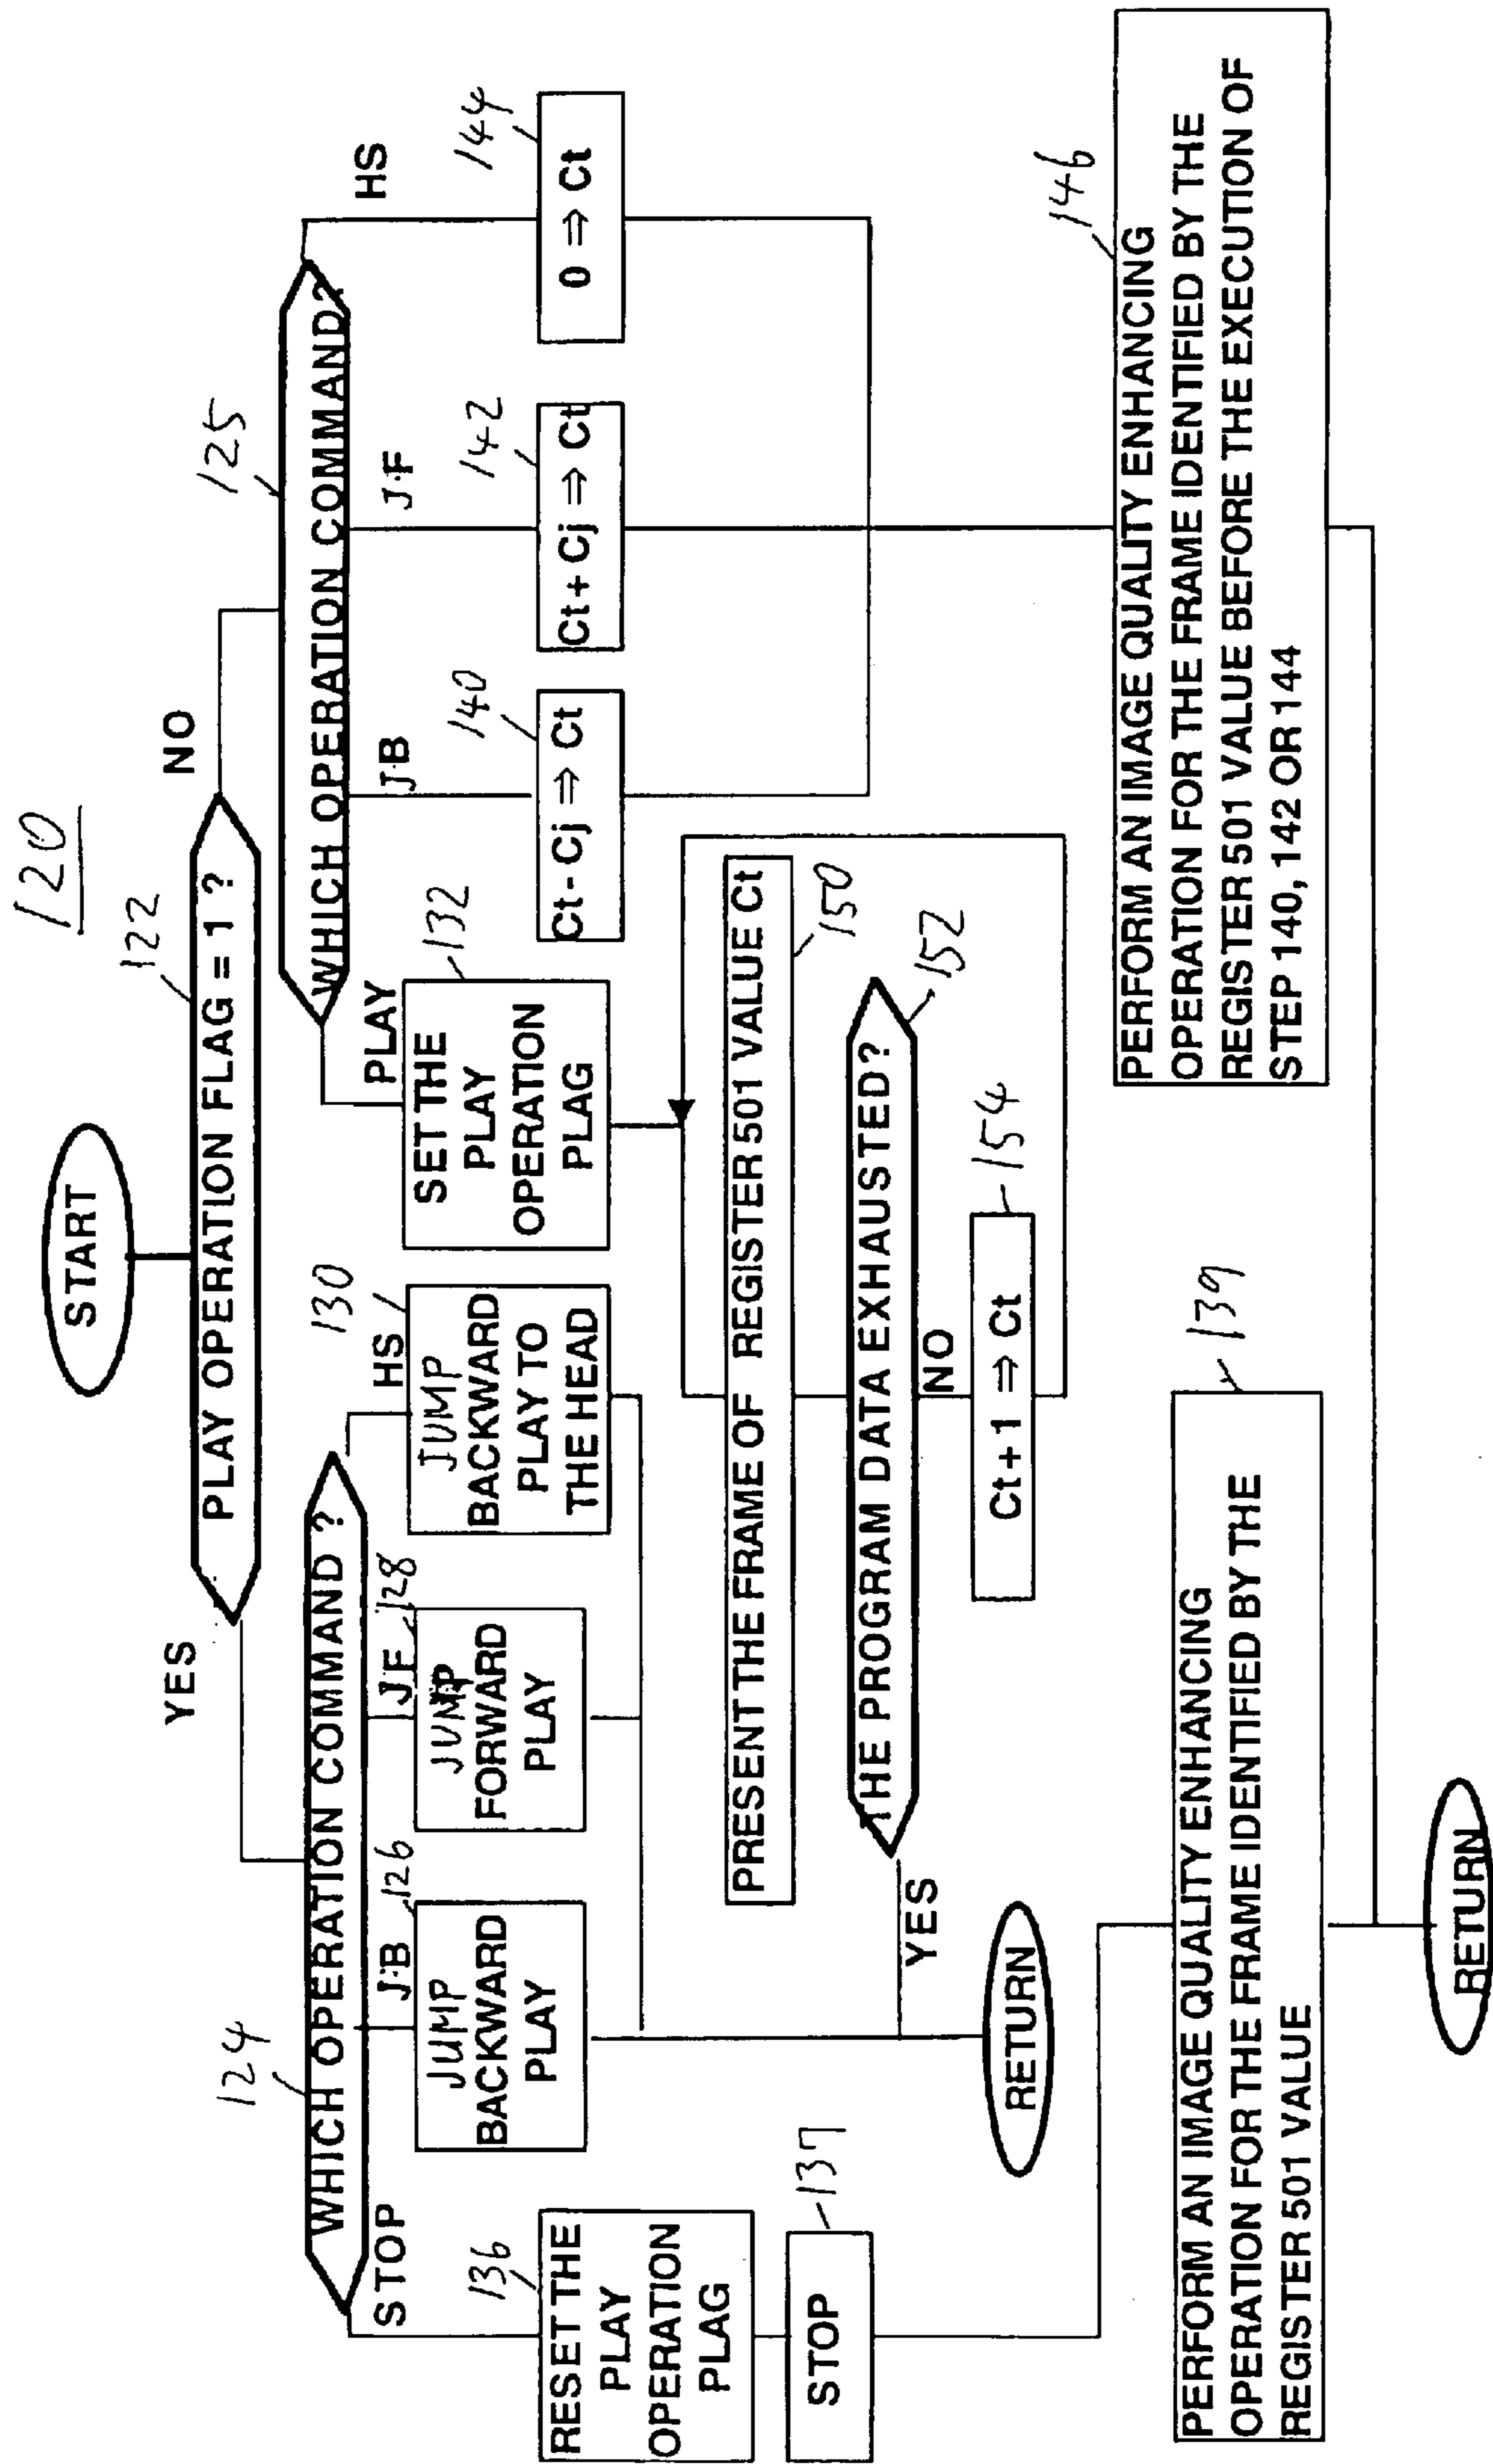 120
START
122
PLAY OPERATION FLAG = 1 ?
YES
NO
124
WHICH OPERATION COMMAND ?
125
WHICH OPERATION COMMAND?
STOP
J·B
126
JUMP
BACKWARD
PLAY
JF
128
JUMP
FORWARD
PLAY
HS
130
JUMP
BACKWARD
PLAY TO
THE HEAD
PLAY
132
SET THE
PLAY
OPERATION
PLAG
J·B
140
Ct - Cj ⇒ Ct
J·F
142
Ct + Cj ⇒ Ct
HS
144
0 ⇒ Ct
136
RESET THE
PLAY
OPERATION
PLAG
137
STOP
PRESENT THE FRAME OF REGISTER 501 VALUE Ct
150
THE PROGRAM DATA EXHAUSTED?
152
YES
NO
Ct + 1 ⇒ Ct
154
RETURN
139
PERFORM AN IMAGE QUALITY ENHANCING
OPERATION FOR THE FRAME IDENTIFIED BY THE
REGISTER 501 VALUE
146
PERFORM AN IMAGE QUALITY ENHANCING
OPERATION FOR THE FRAME IDENTIFIED BY THE
REGISTER 501 VALUE BEFORE THE EXECUTION OF
STEP 140, 142 OR 144
RETURN